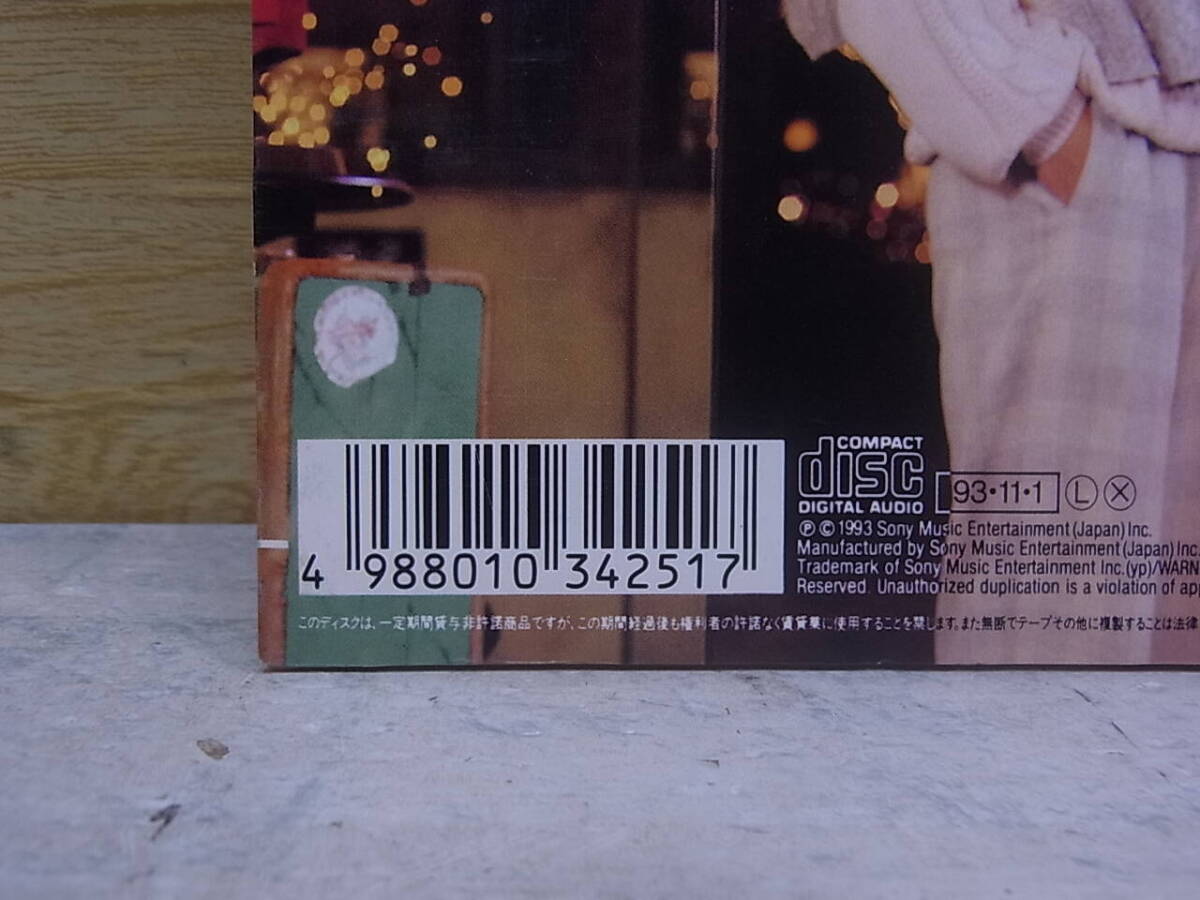 COMPACT
disc
DIGITAL AUDIO
93・11・1 Ⓛ Ⓧ
Ⓟ Ⓒ 1993 Sony Music Entertainment (Japan) Inc.
Manufactured by Sony Music Entertainment (Japan) Inc.
Trademark of Sony Music Entertainment Inc.(yp)/WARN
Reserved. Unauthorized duplication is a violation of app
4 988010 342517
このディスクは、一定期間貸与非許諾商品ですが、この期間経過後も権利者の許諾なく賃貸業に使用することを禁じます。また無断でテープその他に複製することは法律